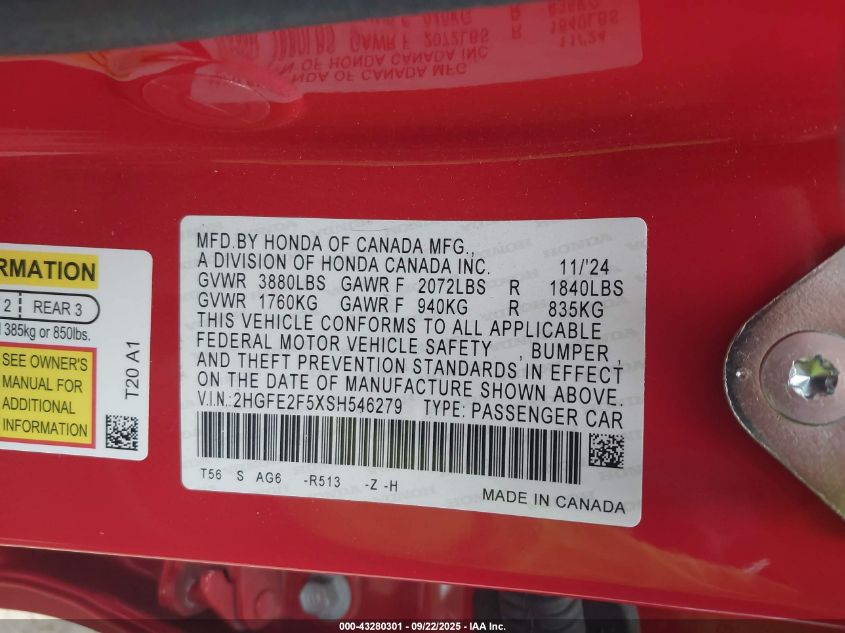 MFD.BY HONDA OF CANADA MFG.,
A DIVISION OF HONDA CANADA INC. 11/'24
GVWR 3880LBS GAWR F 2072LBS R 1840LBS
GVWR 1760KG GAWR F 940KG R 835KG
THIS VEHICLE CONFORMS TO ALL APPLICABLE
FEDERAL MOTOR VEHICLE SAFETY , BUMPER ,
AND THEFT PREVENTION STANDARDS IN EFFECT
ON THE DATE OF MANUFACTURE SHOWN ABOVE.
V.I.N.:2HGFE2F5XSH546279 TYPE: PASSENGER CAR
T56 S AG6 -R513 -Z -H
MADE IN CANADA
RMATION
2 REAR 3
385kg or 850lbs.
SEE OWNER'S
MANUAL FOR
ADDITIONAL
INFORMATION
T20 A1
000-43280301 - 09/22/2025 - IAA Inc.